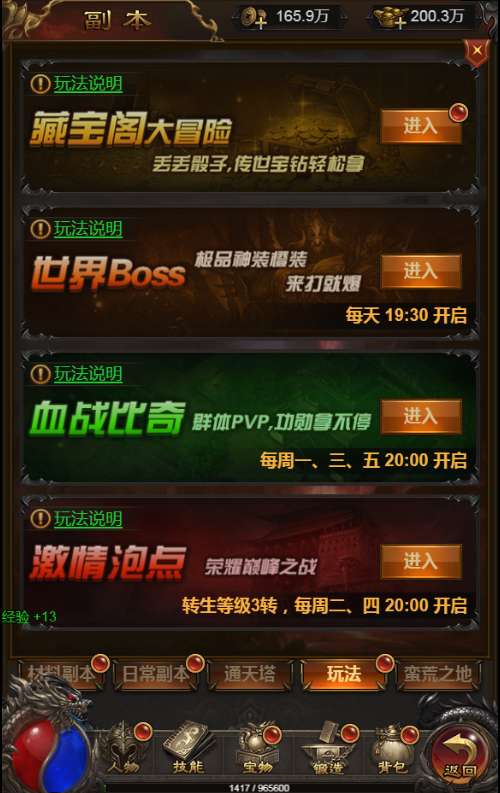 副本
165.9万
200.3万
玩法说明
藏宝阁大冒险
进入
丢丢骰子,传世宝钻轻松拿
玩法说明
世界Boss
极品神装橙装
来打就爆
进入
每天 19:30 开启
玩法说明
血战比奇
群体PVP,功勋拿不停
进入
每周一、三、五 20:00 开启
玩法说明
激情泡点
荣耀巅峰之战
进入
转生等级3转，每周二、四 20:00 开启
经验 +13
材料副本
日常副本
通天塔
玩法
蛮荒之地
人物
技能
宝物
锻造
背包
返回
1417 / 965600